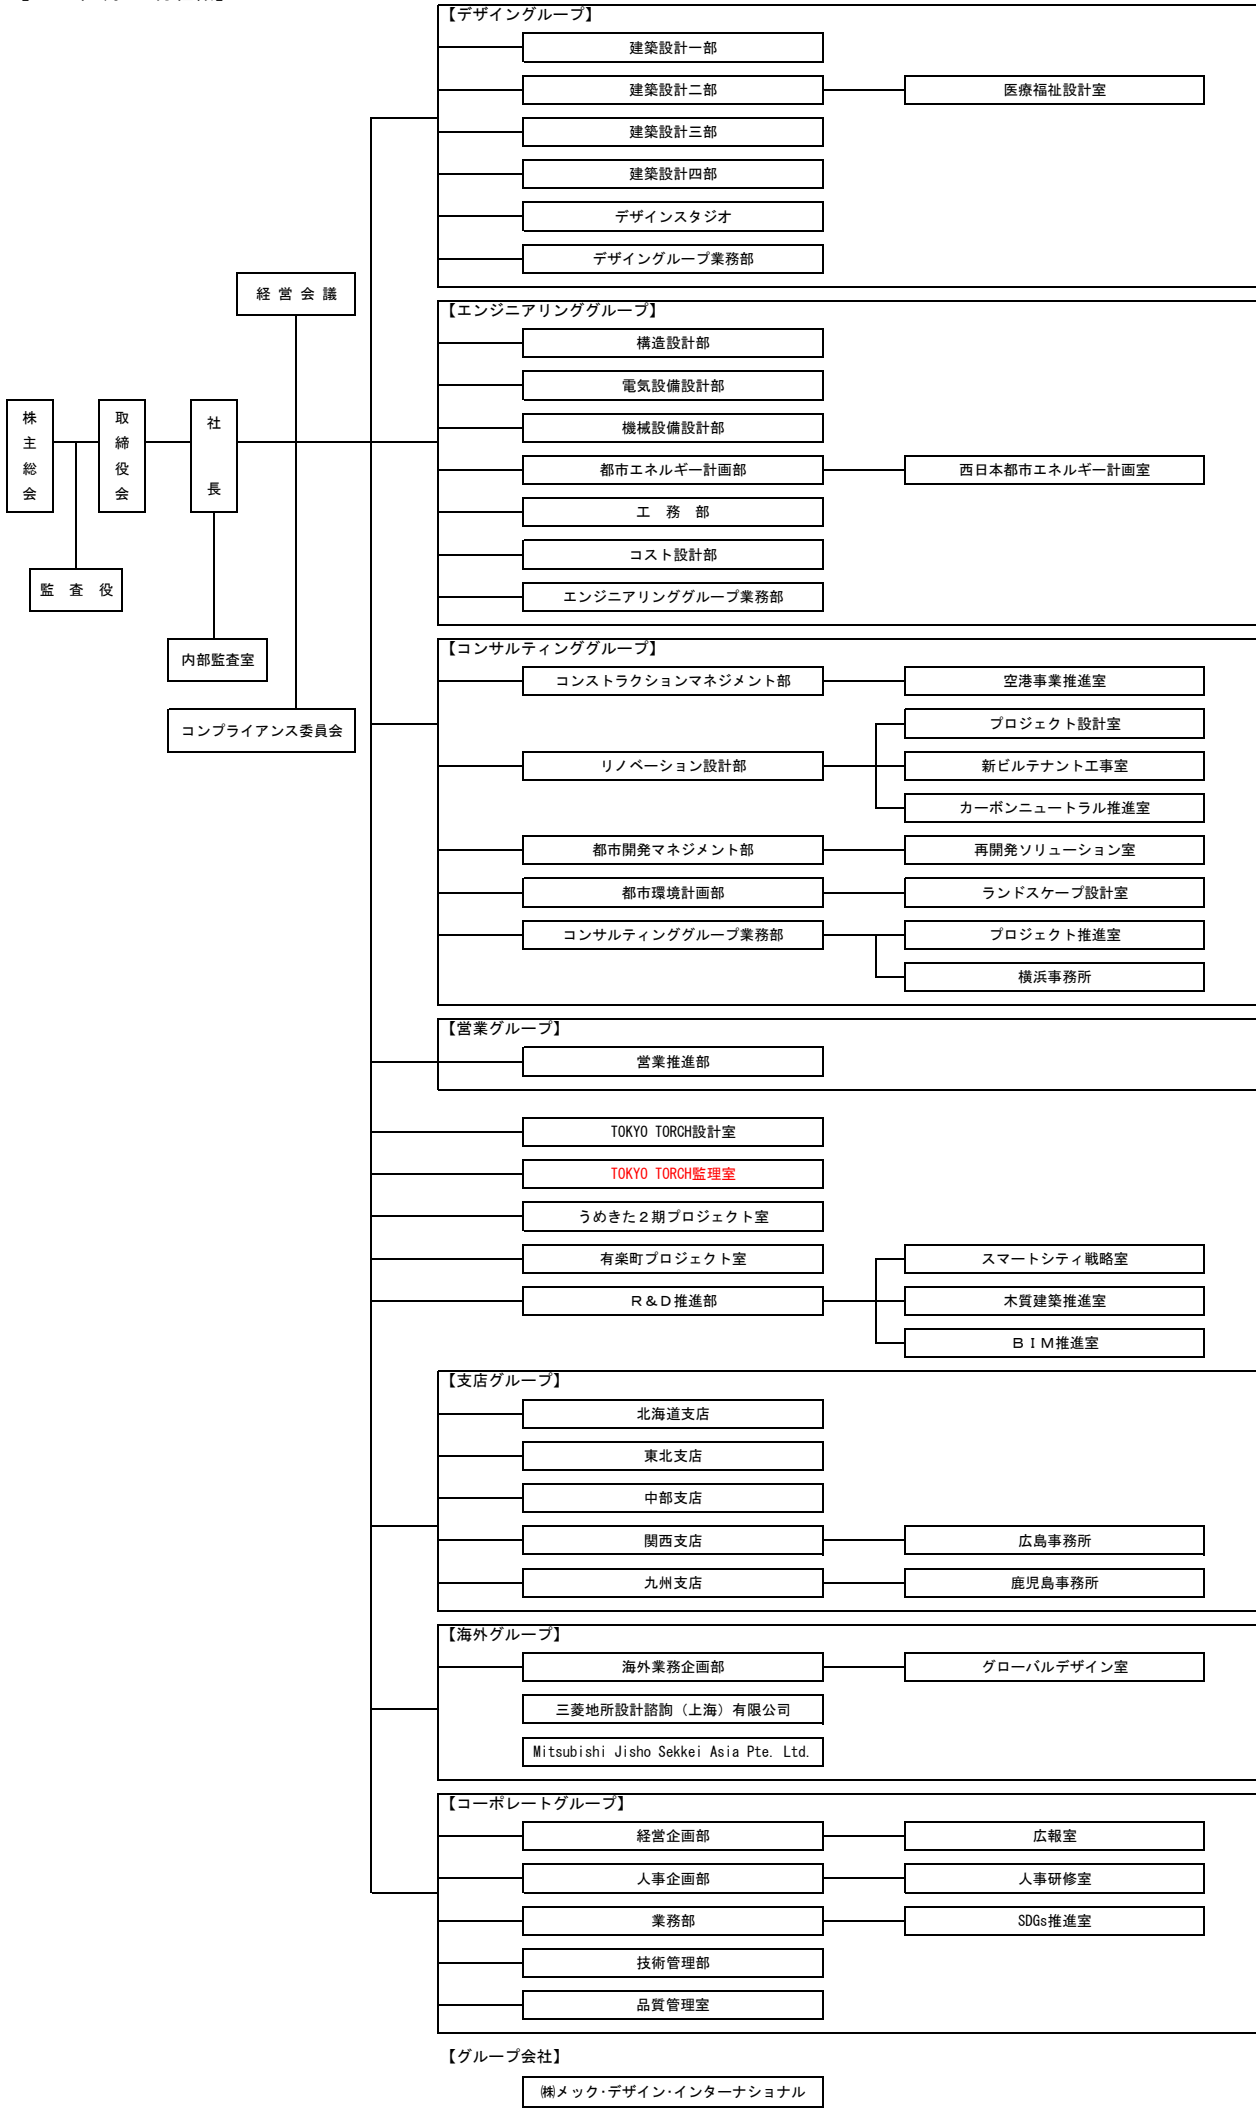 【デザイングループ】
建築設計一部
建築設計二部
医療福祉設計室
建築設計三部
建築設計四部
デザインスタジオ
デザイングループ業務部
経 営 会 議
【エンジニアリンググループ】
構造設計部
電気設備設計部
機械設備設計部
都市エネルギー計画部
西日本都市エネルギー計画室
工 務 部
コスト設計部
エンジニアリンググループ業務部
株主総会
取締役会
社長
監 査 役
内部監査室
コンプライアンス委員会
【コンサルティンググループ】
コンストラクションマネジメント部
空港事業推進室
プロジェクト設計室
リノベーション設計部
新ビルテナント工事室
カーボンニュートラル推進室
都市開発マネジメント部
再開発ソリューション室
都市環境計画部
ランドスケープ設計室
コンサルティンググループ業務部
プロジェクト推進室
横浜事務所
【営業グループ】
営業推進部
TOKYO TORCH設計室
TOKYO TORCH監理室
うめきた2期プロジェクト室
有楽町プロジェクト室
スマートシティ戦略室
R&D推進部
木質建築推進室
BIM推進室
【支店グループ】
北海道支店
東北支店
中部支店
関西支店
広島事務所
九州支店
鹿児島事務所
【海外グループ】
海外業務企画部
グローバルデザイン室
三菱地所設計諮詢(上海)有限公司
Mitsubishi Jisho Sekkei Asia Pte. Ltd.
【コーポレートグループ】
経営企画部
広報室
人事企画部
人事研修室
業務部
SDGs推進室
技術管理部
品質管理室
【グループ会社】
㈱メック・デザイン・インターナショナル